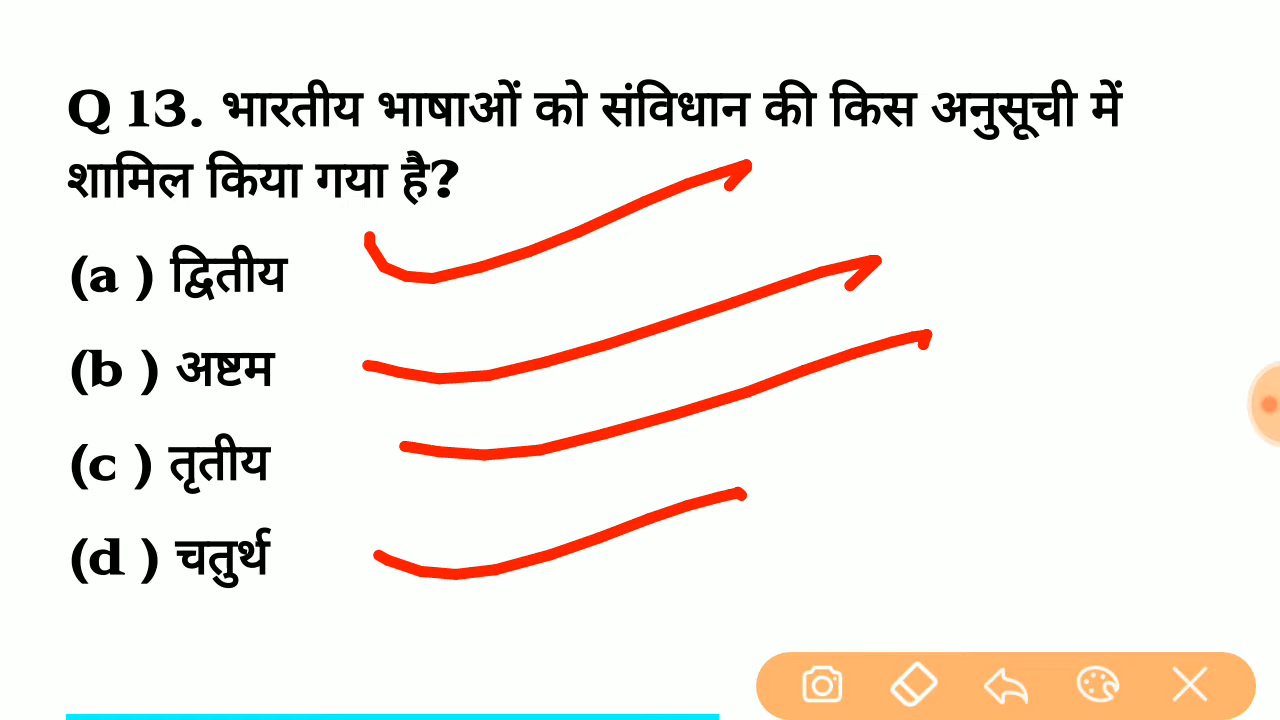 Q 13. भारतीय भाषाओं को संविधान की किस अनुसूची में
शामिल किया गया है?
(a ) द्वितीय
(b ) अष्टम
(c ) तृतीय
(d ) चतुर्थ